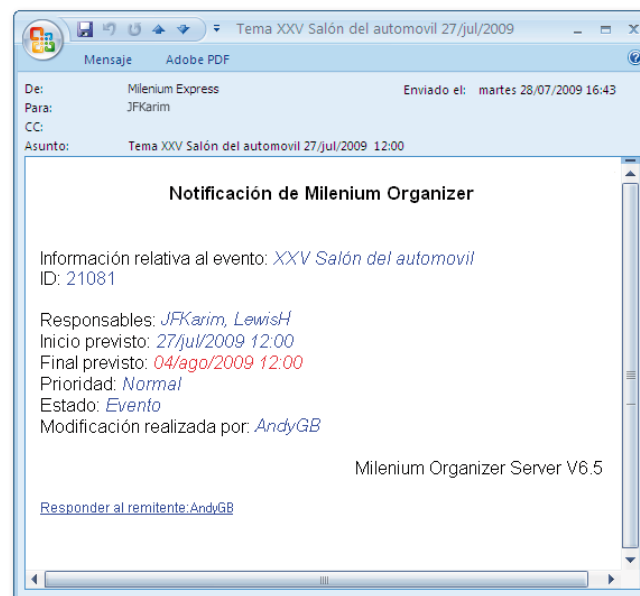 Tema XXV Salón del automovil 27/jul/2009
Mensaje Adobe PDF
De: Milenium Express Enviado el: martes 28/07/2009 16:43
Para: JFKarim
CC:
Asunto: Tema XXV Salón del automovil 27/jul/2009 12:00
Notificación de Milenium Organizer
Información relativa al evento: XXV Salón del automovil
ID: 21081
Responsables: JFKarim, LewisH
Inicio previsto: 27/jul/2009 12:00
Final previsto: 04/ago/2009 12:00
Prioridad: Normal
Estado: Evento
Modificación realizada por: AndyGB
Milenium Organizer Server V6.5
Responder al remitente:AndyGB